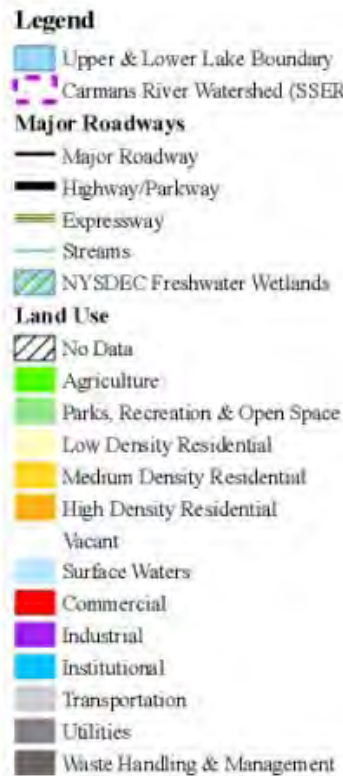 Legend
Upper & Lower Lake Boundary
Carmans River Watershed (SSER
Major Roadways
Major Roadway
Highway/Parkway
Expressway
Streams
NYSDEC Freshwater Wetlands
Land Use
No Data
Agriculture
Parks, Recreation & Open Space
Low Density Residential
Medium Density Residential
High Density Residential
Vacant
Surface Waters
Commercial
Industrial
Institutional
Transportation
Utilities
Waste Handling & Management